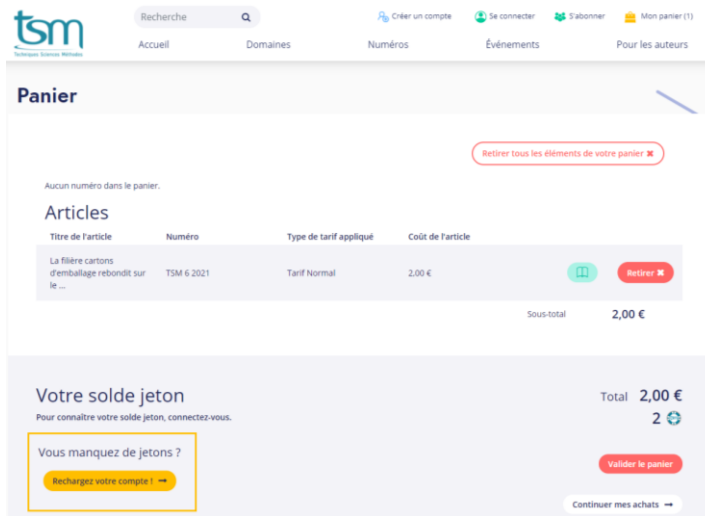 tsm
Techniques Sciences Méthodes
Recherche
Créer un compte
Se connecter
S'abonner
Mon panier (1)
Accueil
Domaines
Numéros
Événements
Pour les auteurs
Panier
Retirer tous les éléments de votre panier ✖
Aucun numéro dans le panier.
Articles
Titre de l'article Numéro Type de tarif appliqué Coût de l'article
La filière cartons
d'emballage rebondit sur
le ...
TSM 6 2021
Tarif Normal
2,00 €
Retirer ✖
Sous-total 2,00 €
Votre solde jeton
Pour connaître votre solde jeton, connectez-vous.
Total 2,00 €
2
Vous manquez de jetons ?
Rechargez votre compte ! →
Valider le panier
Continuer mes achats →